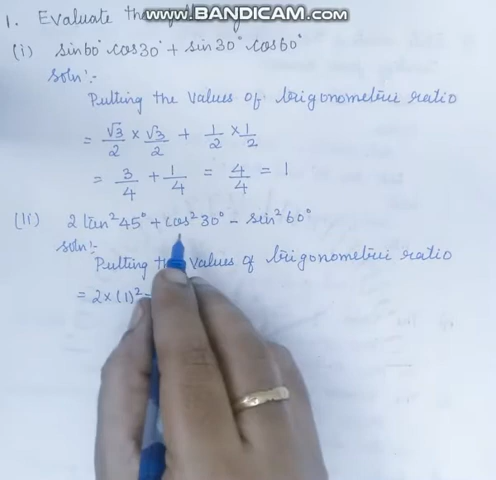 www.BANDICAM.com
1. Evaluate the
(i) sin60° cos30° + sin30° cos60°
Soln:-
Putting the values of trigonometric ratio
= √3/2 × √3/2 + 1/2 × 1/2
= 3/4 + 1/4 = 4/4 = 1
(ii) 2 tan²45° + cos²30° - sin²60°
Soln:-
Putting the values of trigonometric ratio
= 2 × (1)²